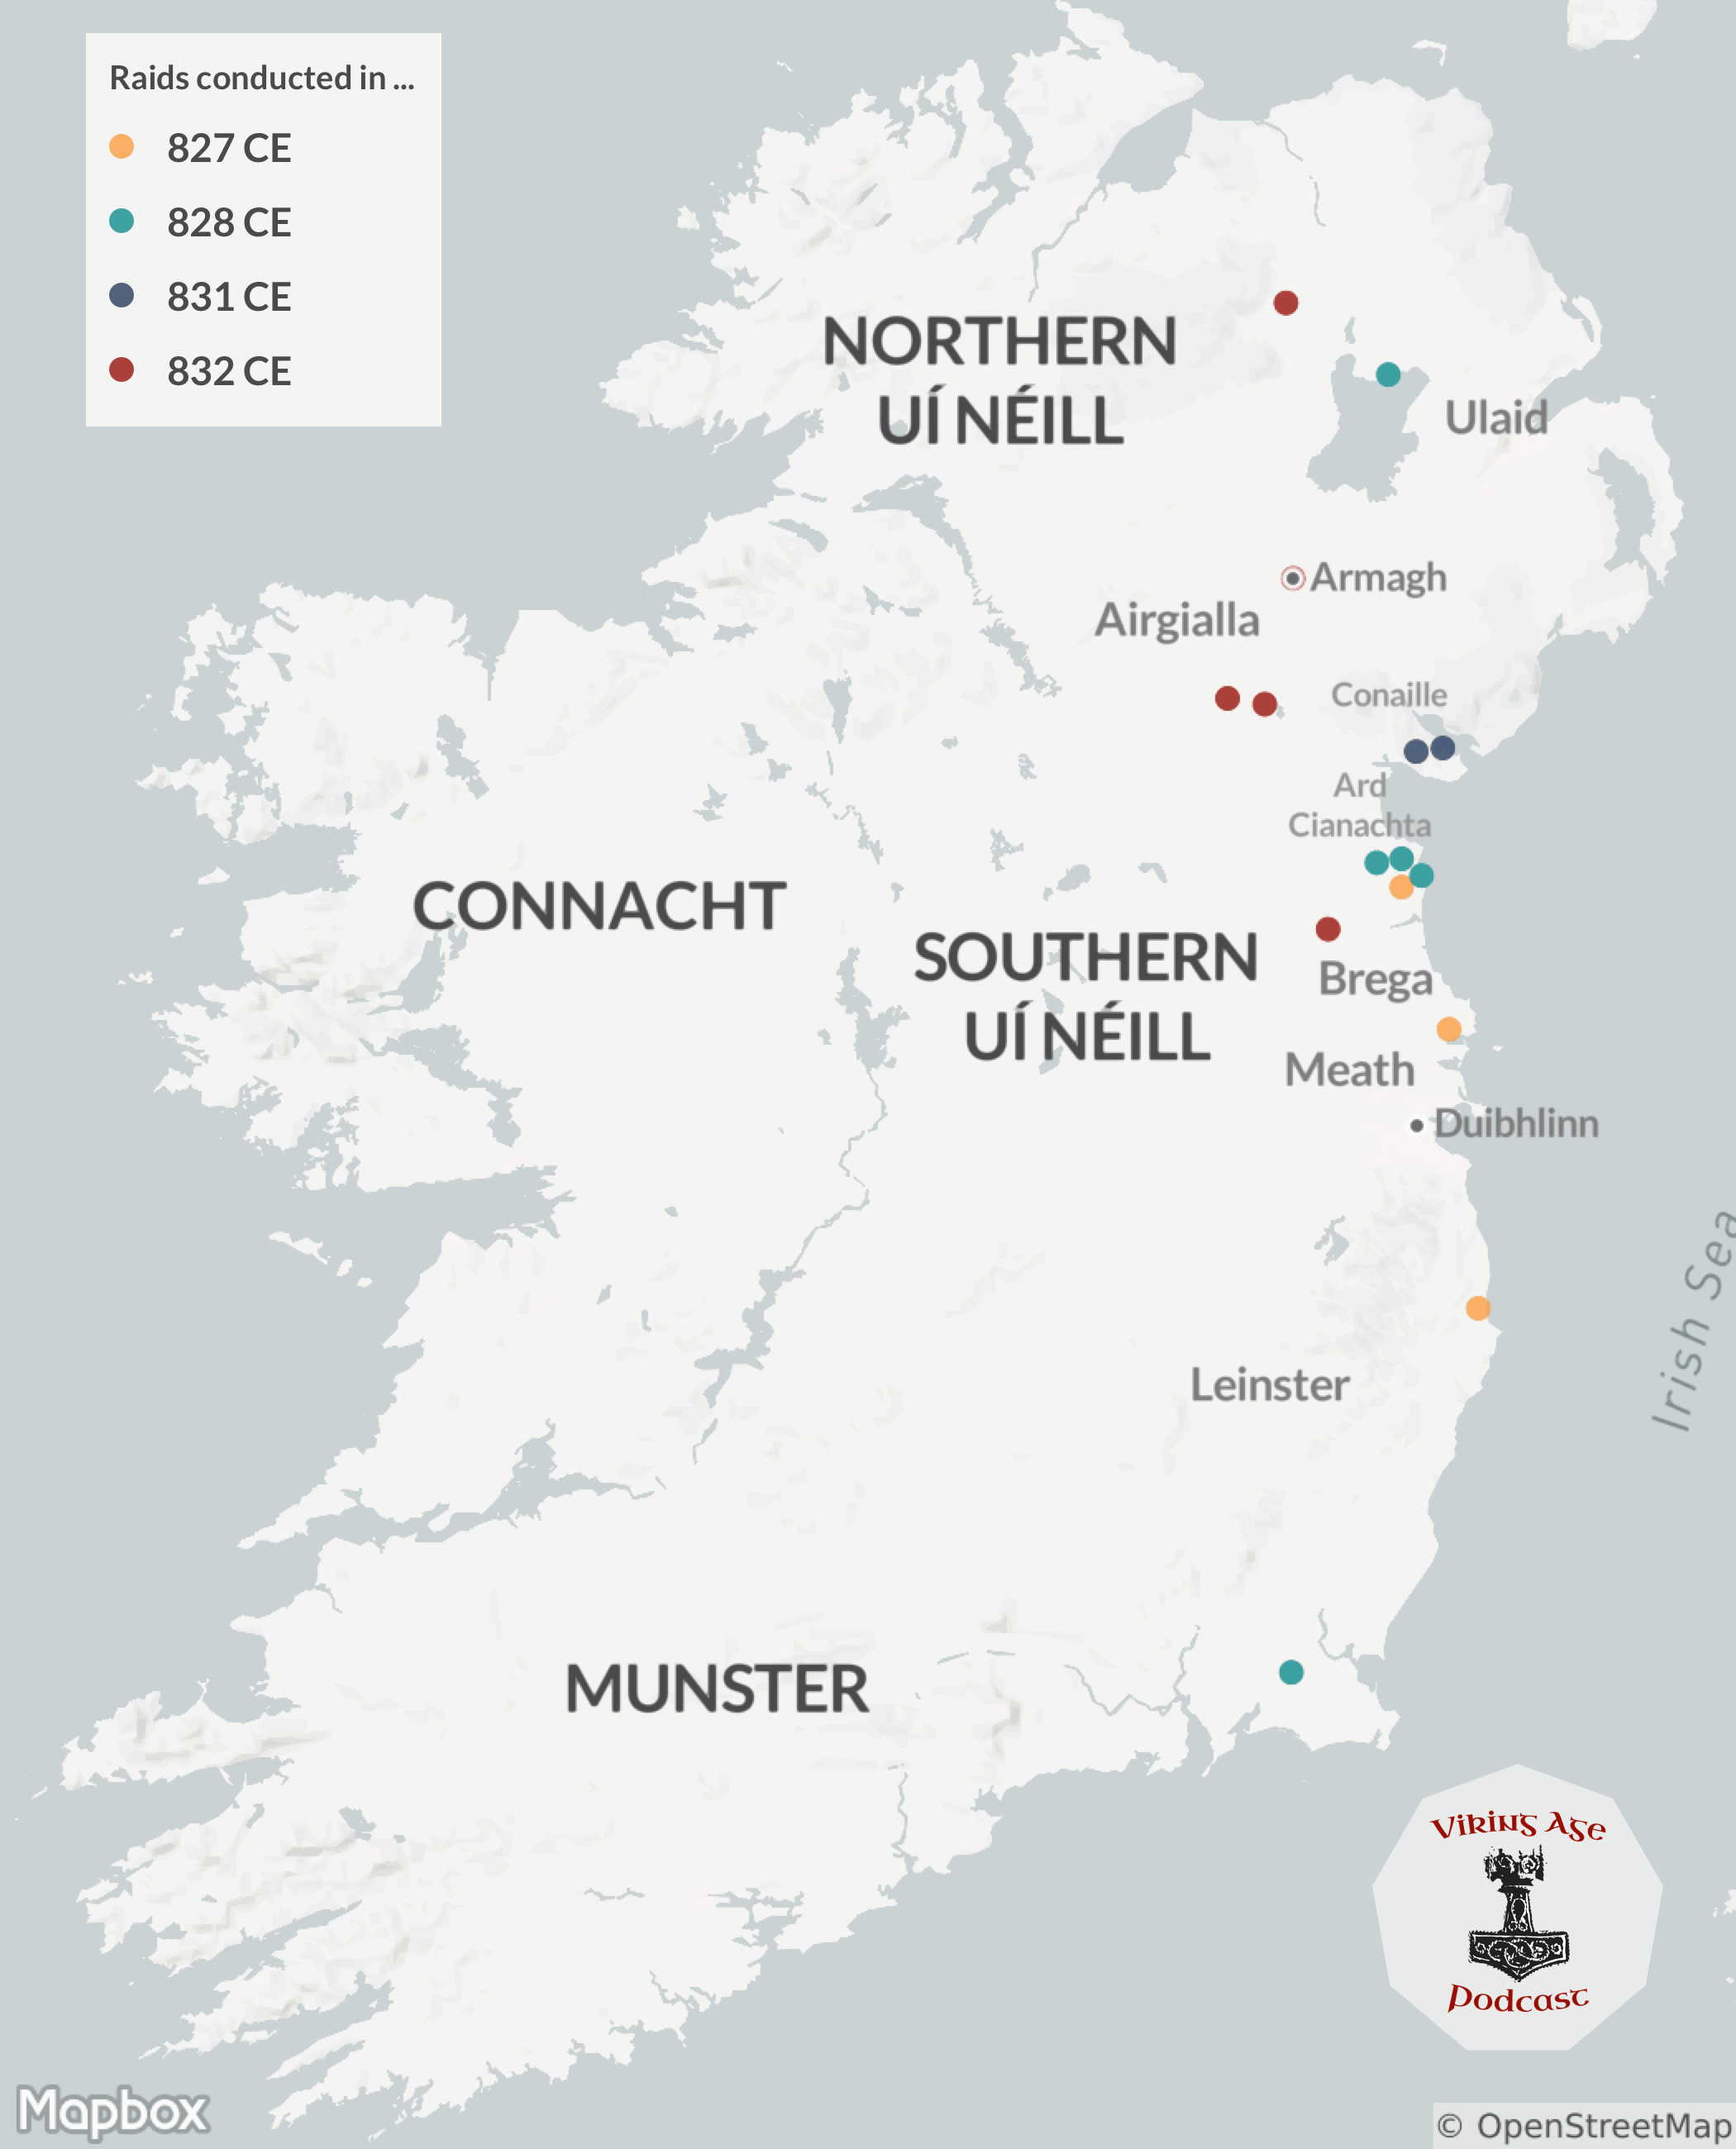 Raids conducted in ...
827 CE
828 CE
831 CE
832 CE
NORTHERN
UÍ NÉILL
Ulaid
Armagh
Airgialla
Conaille
Ard
Cianachta
CONNACHT
SOUTHERN
UÍ NÉILL
Brega
Meath
Duibhlinn
Irish Sea
Leinster
MUNSTER
Viking Age
Podcast
Mapbox
© OpenStreetMap